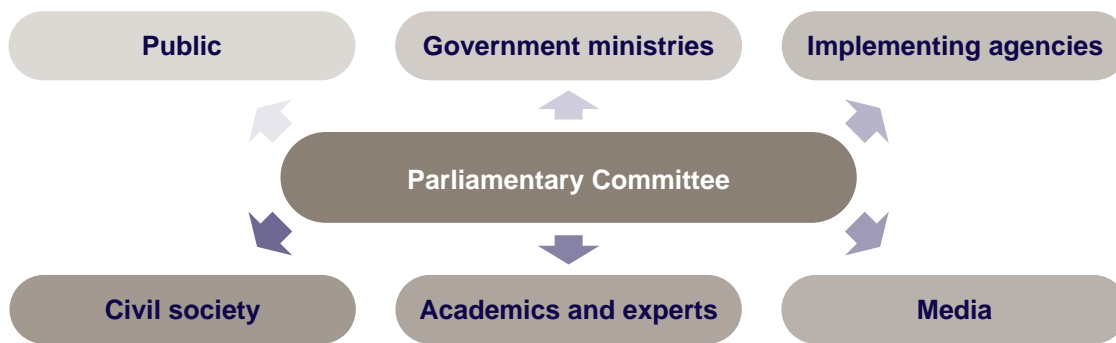 Public
Government ministries
Implementing agencies
Parliamentary Committee
Civil society
Academics and experts
Media